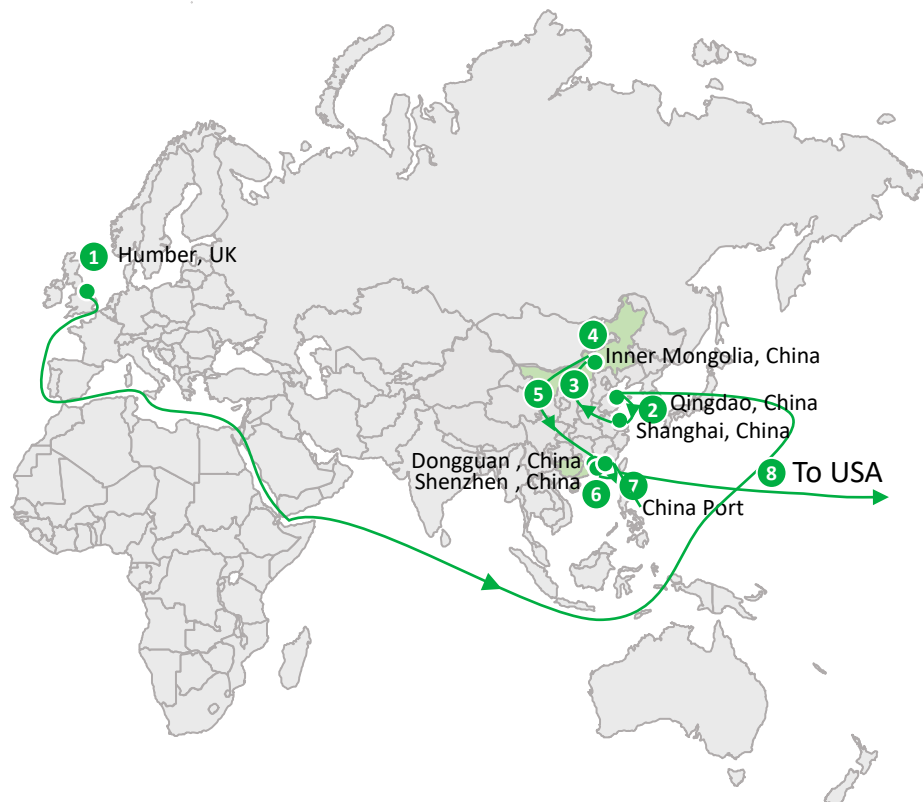 1 Humber, UK
4
Inner Mongolia, China
5
3
2 Qingdao, China
Shanghai, China
Dongguan , China
Shenzhen , China
6
7
China Port
8 To USA